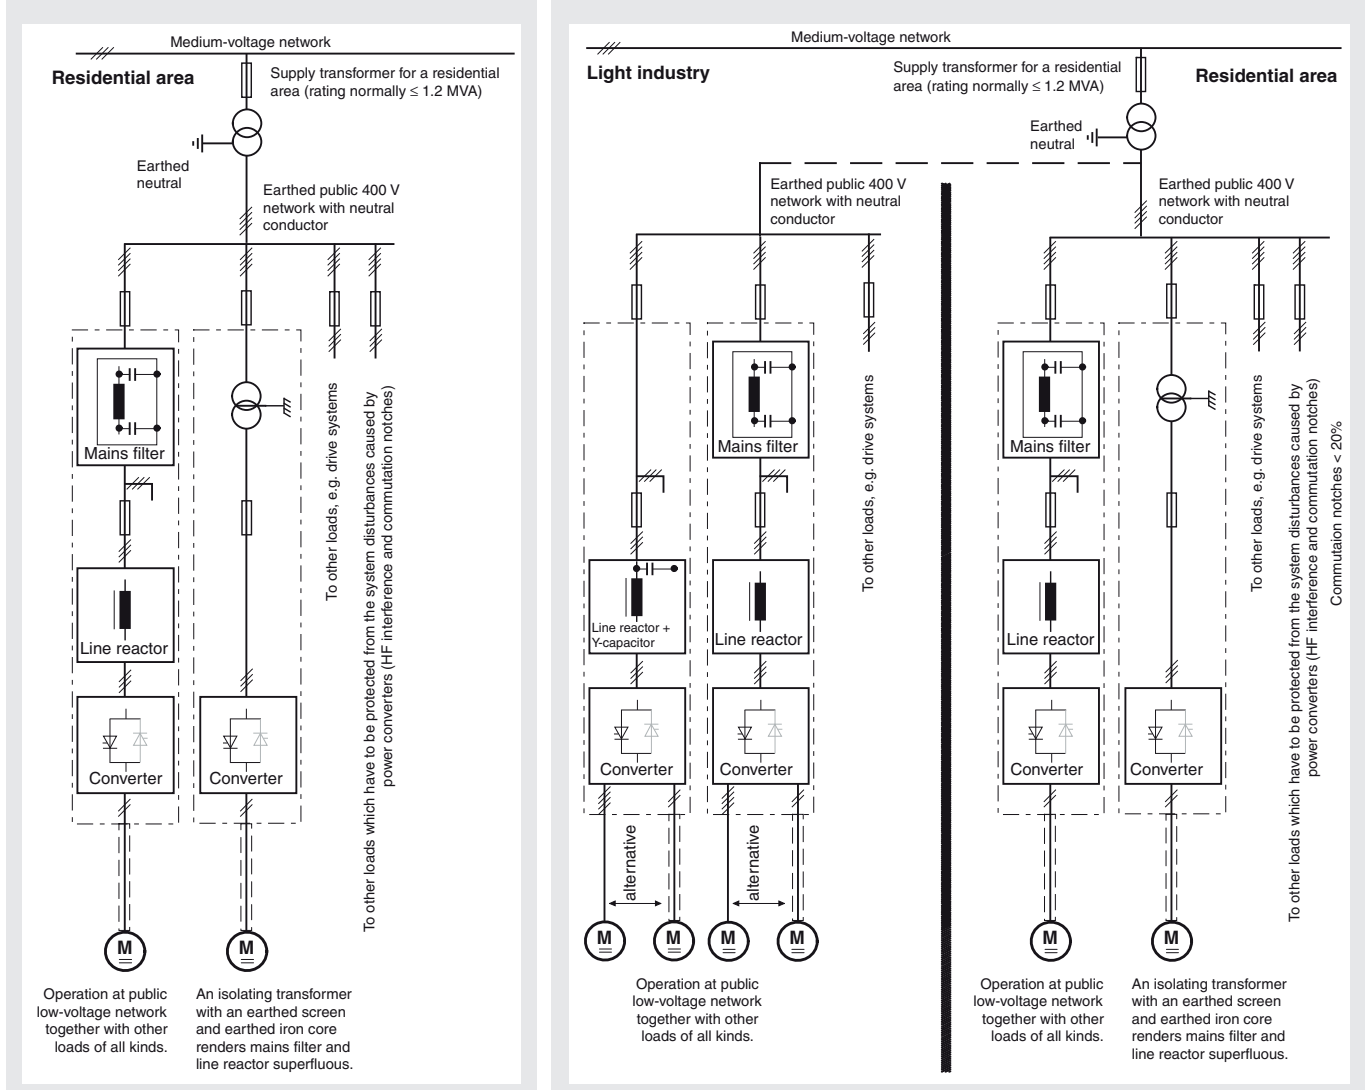 Medium-voltage network
Residential area
Supply transformer for a residential
area (rating normally ≤ 1.2 MVA)
Earthed
neutral
Earthed public 400 V
network with neutral
conductor
Mains filter
Line reactor
Converter
Converter
To other loads, e.g. drive systems
To other loads which have to be protected from the system disturbances caused by
power converters (HF interference and commutation notches)
M
M
Operation at public
low-voltage network
together with other
loads of all kinds.
An isolating transformer
with an earthed screen
and earthed iron core
renders mains filter and
line reactor superfluous.
Medium-voltage network
Light industry
Supply transformer for a residential
area (rating normally ≤ 1.2 MVA)
Residential area
Earthed
neutral
Earthed public 400 V
network with neutral
conductor
Earthed public 400 V
network with neutral
conductor
Mains filter
Line reactor +
Y-capacitor
Line reactor
Converter
Converter
To other loads, e.g. drive systems
alternative
alternative
M
M
M
M
Operation at public
low-voltage network
together with other
loads of all kinds.
Mains filter
Line reactor
Converter
Converter
To other loads, e.g. drive systems
To other loads which have to be protected from the system disturbances caused by
power converters (HF interference and commutation notches)
Commutaion notches < 20%
M
M
Operation at public
low-voltage network
together with other
loads of all kinds.
An isolating transformer
with an earthed screen
and earthed iron core
renders mains filter and
line reactor superfluous.